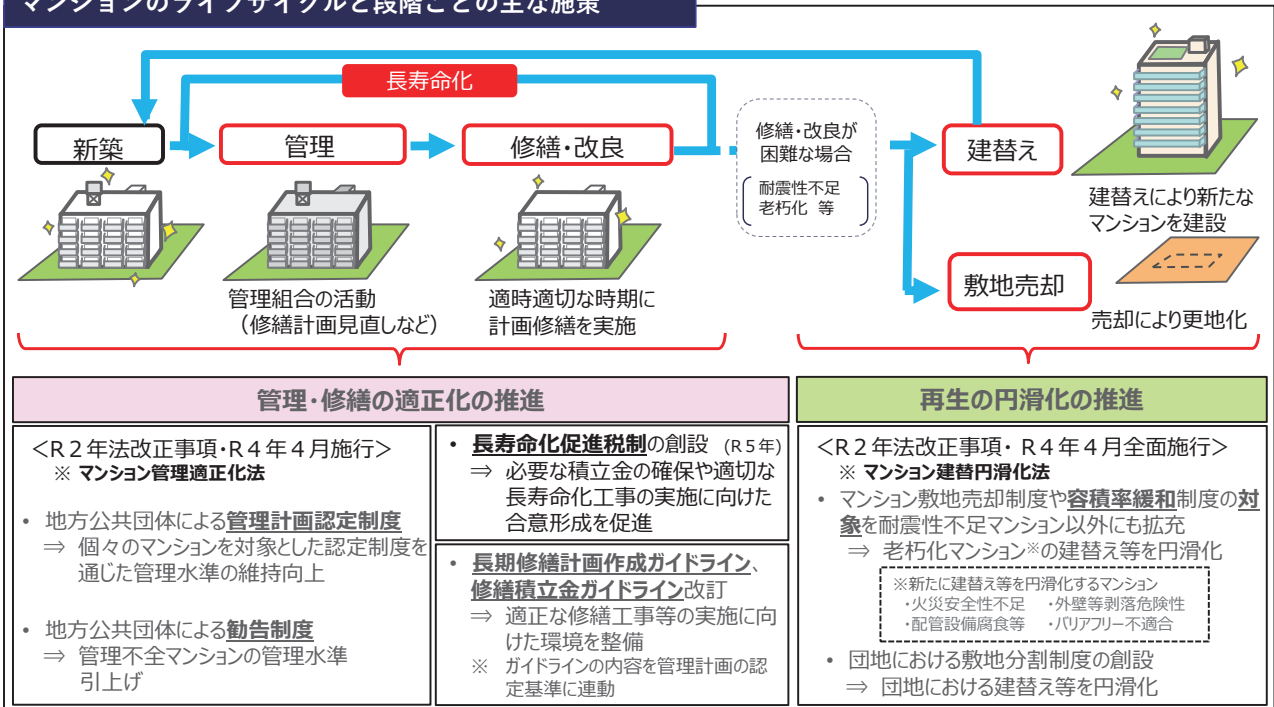 マンションのライフサイクルと段階ごとの主な施策
長寿命化
新築
管理
修繕・改良
修繕・改良が
困難な場合
耐震性不足
老朽化 等
建替え
建替えにより新たな
マンションを建設
敷地売却
売却により更地化
管理組合の活動
（修繕計画見直しなど）
適時適切な時期に
計画修繕を実施
管理・修繕の適正化の推進
＜R２年法改正事項・R４年４月施行＞
※ マンション管理適正化法
• 地方公共団体による管理計画認定制度
⇒ 個々のマンションを対象とした認定制度を
通じた管理水準の維持向上
• 地方公共団体による勧告制度
⇒ 管理不全マンションの管理水準
引上げ
• 長寿命化促進税制の創設 (R５年)
⇒ 必要な積立金の確保や適切な
長寿命化工事の実施に向けた
合意形成を促進
• 長期修繕計画作成ガイドライン、
修繕積立金ガイドライン改訂
⇒ 適正な修繕工事等の実施に向
けた環境を整備
※ ガイドラインの内容を管理計画の認
定基準に連動
再生の円滑化の推進
＜R２年法改正事項・ R４年４月全面施行＞
※ マンション建替円滑化法
• マンション敷地売却制度や容積率緩和制度の対
象を耐震性不足マンション以外にも拡充
⇒ 老朽化マンション※の建替え等を円滑化
※新たに建替え等を円滑化するマンション
・火災安全性不足 ・外壁等剥落危険性
・配管設備腐食等 ・バリアフリー不適合
• 団地における敷地分割制度の創設
⇒ 団地における建替え等を円滑化